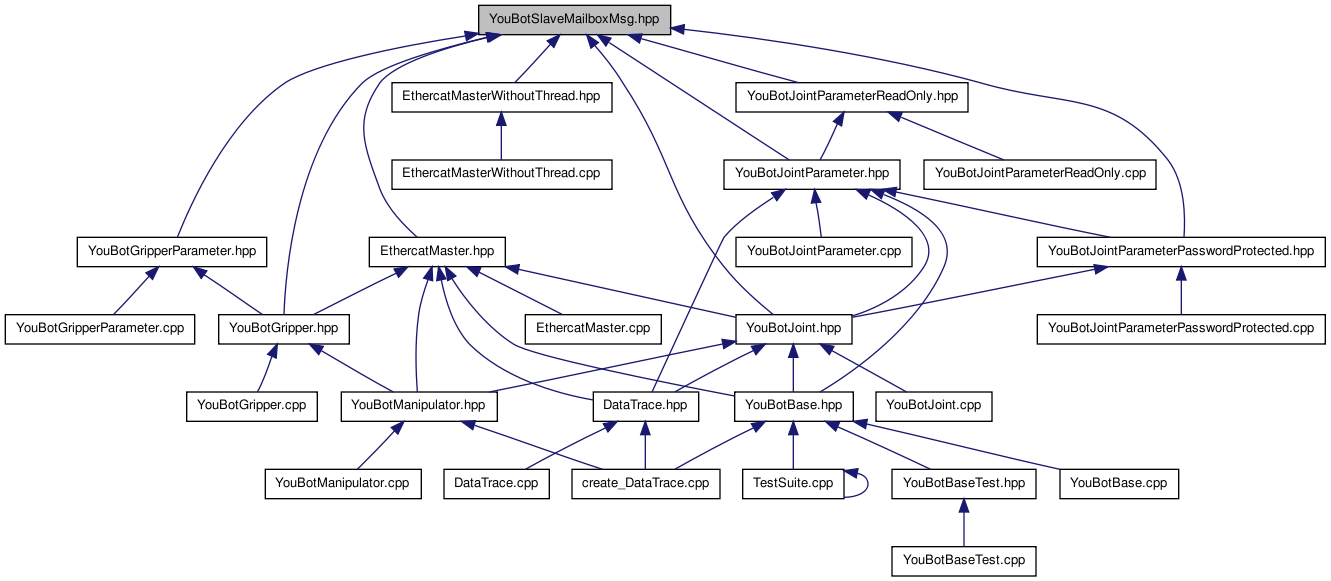 YouBotSlaveMailboxMsg.hpp
EthercatMasterWithoutThread.hpp
YouBotJointParameterReadOnly.hpp
EthercatMasterWithoutThread.cpp
YouBotJointParameter.hpp
YouBotJointParameterReadOnly.cpp
YouBotGripperParameter.hpp
EthercatMaster.hpp
YouBotJointParameter.cpp
YouBotJointParameterPasswordProtected.hpp
YouBotGripperParameter.cpp
YouBotGripper.hpp
EthercatMaster.cpp
YouBotJoint.hpp
YouBotJointParameterPasswordProtected.cpp
YouBotGripper.cpp
YouBotManipulator.hpp
DataTrace.hpp
YouBotBase.hpp
YouBotJoint.cpp
YouBotManipulator.cpp
DataTrace.cpp
create_DataTrace.cpp
TestSuite.cpp
YouBotBaseTest.hpp
YouBotBase.cpp
YouBotBaseTest.cpp